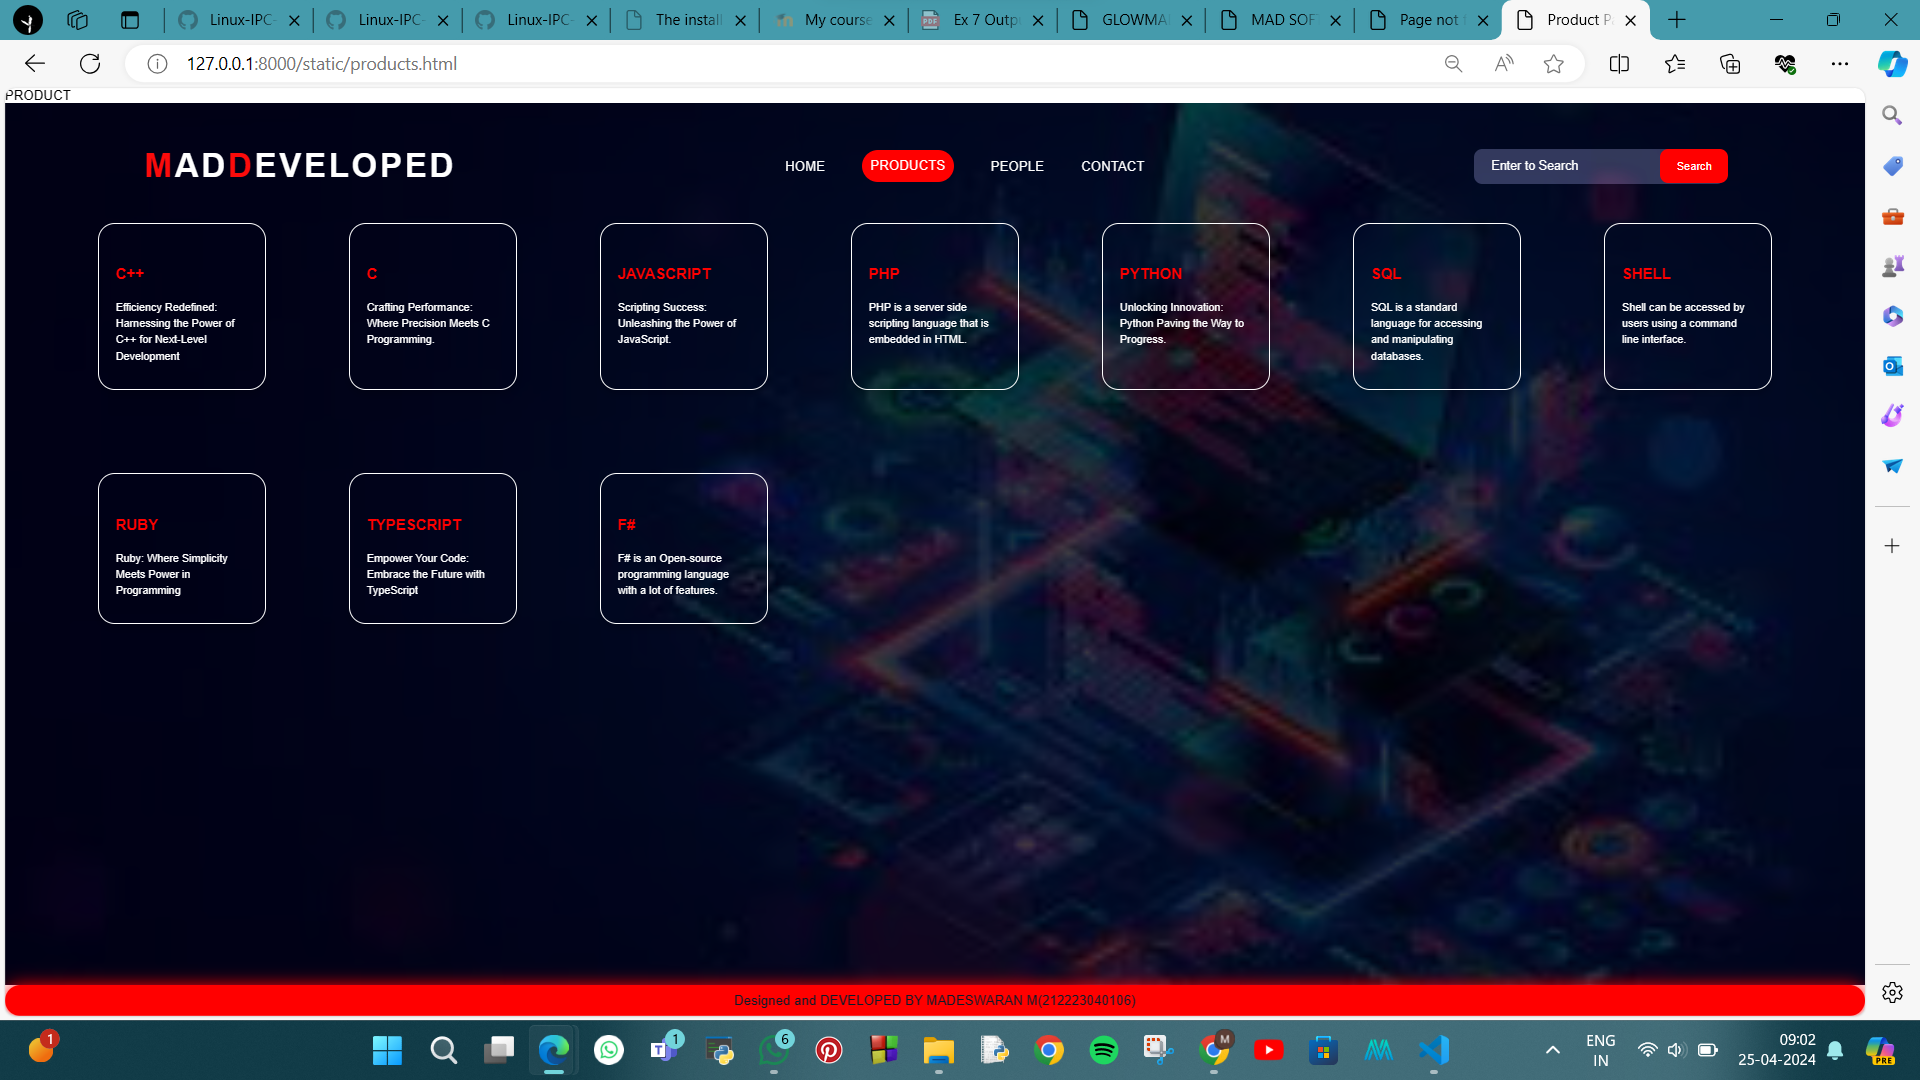 Linux-IPC-
Linux-IPC-
Linux-IPC-
The install
My course
PDF
Ex 7 Outp
GLOWMA
MAD SOF
Page not
Product P
127.0.0.1:8000/static/products.html
PRODUCT
MADDEVELOPED
HOME
PRODUCTS
PEOPLE
CONTACT
Enter to Search
Search
C++
Efficiency Redefined:
Harnessing the Power of
C++ for Next-Level
Development
C
Crafting Performance:
Where Precision Meets C
Programming.
JAVASCRIPT
Scripting Success:
Unleashing the Power of
JavaScript.
PHP
PHP is a server side
scripting language that is
embedded in HTML.
PYTHON
Unlocking Innovation:
Python Paving the Way to
Progress.
SQL
SQL is a standard
language for accessing
and manipulating
databases.
SHELL
Shell can be accessed by
users using a command
line interface.
RUBY
Ruby: Where Simplicity
Meets Power in
Programming
TYPESCRIPT
Empower Your Code:
Embrace the Future with
TypeScript
F#
F# is an Open-source
programming language
with a lot of features.
Designed and DEVELOPED BY MADESWARAN M(212223040106)
1
1
6
M
ENG
IN
09:02
25-04-2024
PRE